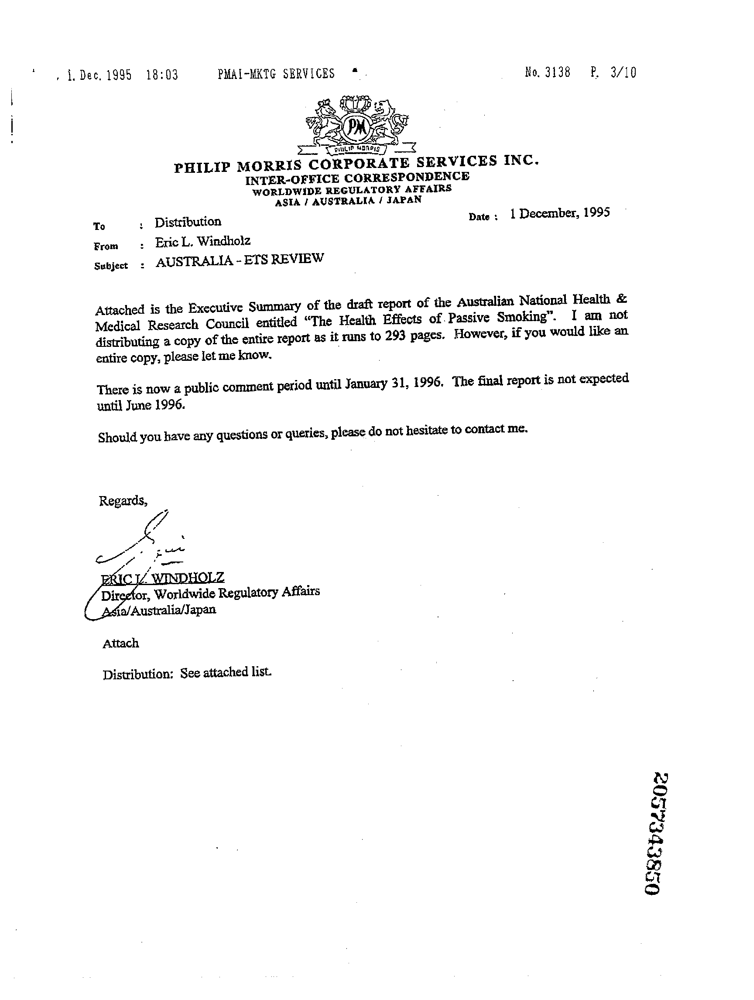 1. Dec. 1995 18:03 PMAI-MKTG SERVICES No. 3138 P. 3/10
PM
PHILIP MORRIS
PHILIP MORRIS CORPORATE SERVICES INC.
INTER-OFFICE CORRESPONDENCE
WORLDWIDE REGULATORY AFFAIRS
ASIA / AUSTRALIA / JAPAN
To : Distribution Date : 1 December, 1995
From : Eric L. Windholz
Subject : AUSTRALIA - ETS REVIEW
Attached is the Executive Summary of the draft report of the Australian National Health &
Medical Research Council entitled "The Health Effects of Passive Smoking". I am not
distributing a copy of the entire report as it runs to 293 pages. However, if you would like an
entire copy, please let me know.
There is now a public comment period until January 31, 1996. The final report is not expected
until June 1996.
Should you have any questions or queries, please do not hesitate to contact me.
Regards,
ERIC L. WINDHOLZ
Director, Worldwide Regulatory Affairs
Asia/Australia/Japan
Attach
Distribution: See attached list.
2057343850